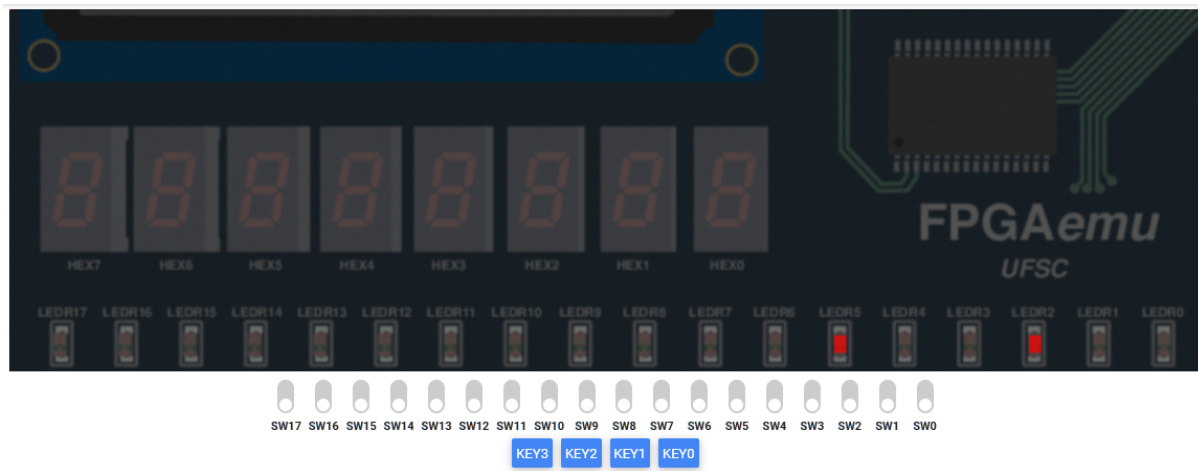 FPGAemu
UFSC
HEX7 HEX6 HEX5 HEX4 HEX3 HEX2 HEX1 HEX0
LEDR17 LEDR16 LEDR15 LEDR14 LEDR13 LEDR12 LEDR11 LEDR10 LEDR9 LEDR8 LEDR7 LEDR6 LEDR5 LEDR4 LEDR3 LEDR2 LEDR1 LEDR0
SW17 SW16 SW15 SW14 SW13 SW12 SW11 SW10 SW9 SW8 SW7 SW6 SW5 SW4 SW3 SW2 SW1 SW0
KEY3 KEY2 KEY1 KEY0